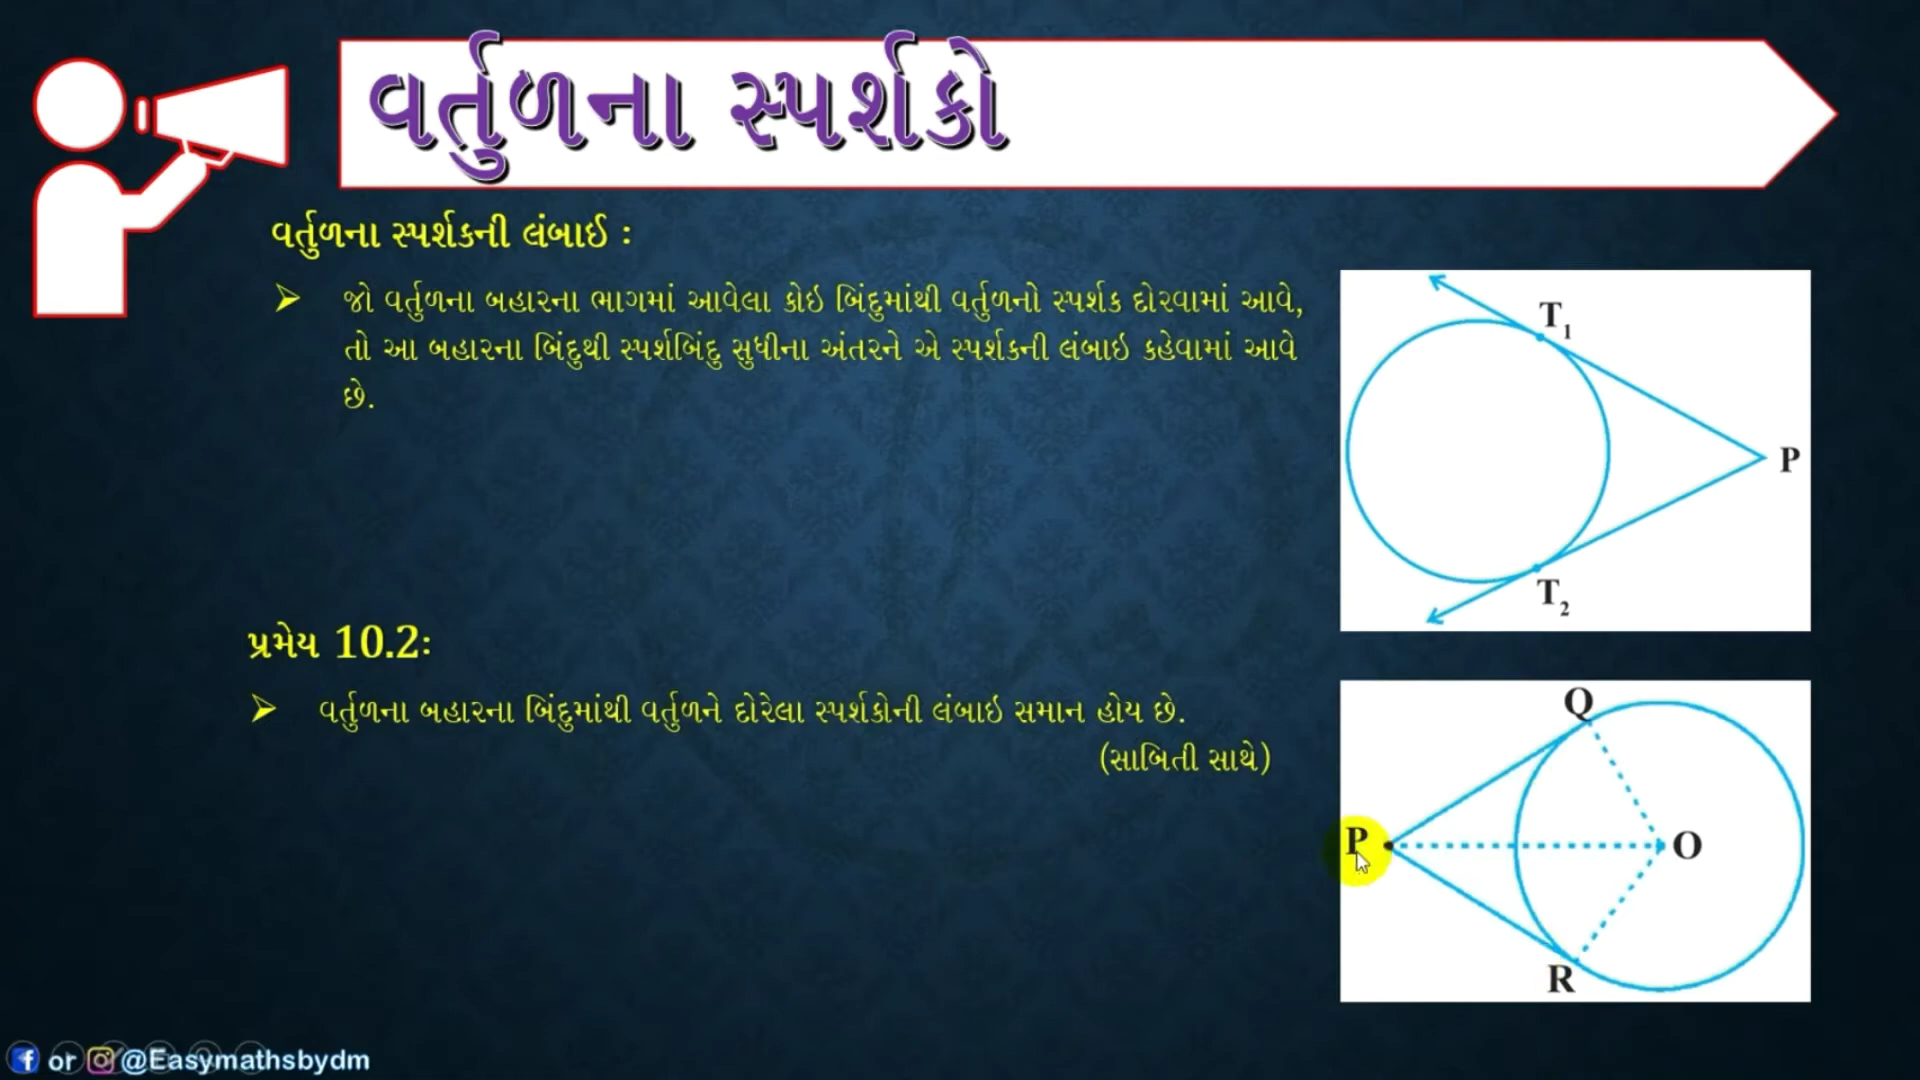 વર્તુળના સ્પર્શકો
વર્તુળના સ્પર્શકની લંબાઈ :
જો વર્તુળના બહારના ભાગમાં આવેલા કોઇ બિંદુમાંથી વર્તુળનો સ્પર્શક દોરવામાં આવે,
તો આ બહારના બિંદુથી સ્પર્શબિંદુ સુધીના અંતરને એ સ્પર્શકની લંબાઇ કહેવામાં આવે
છે.
T1
P
T2
પ્રમેય 10.2:
વર્તુળના બહારના બિંદુમાંથી વર્તુળને દોરેલા સ્પર્શકોની લંબાઇ સમાન હોય છે.
(સાબિતી સાથે)
Q
P
O
R
or @Easymathsbydm